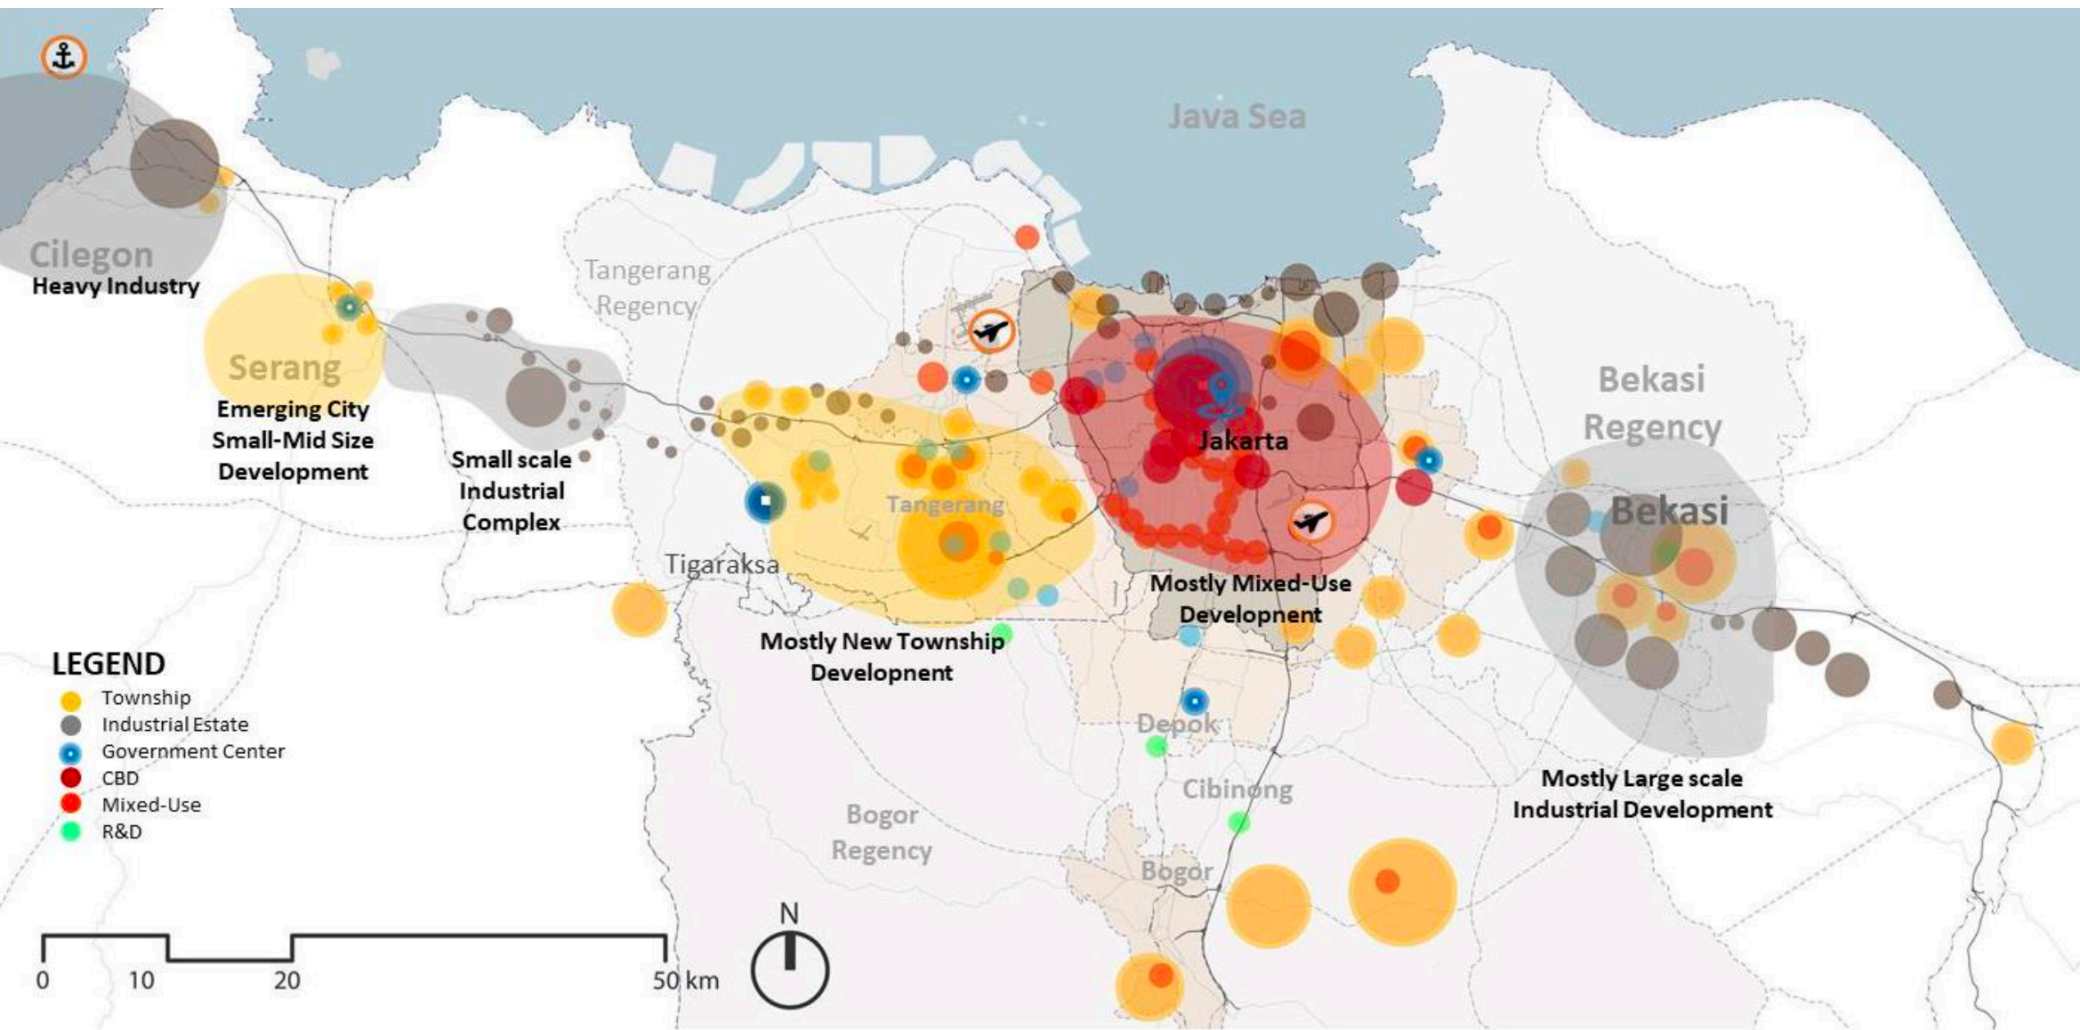 Java Sea
Cilegon
Heavy Industry
Tangerang
Regency
Serang
Emerging City
Small-Mid Size
Development
Small scale
Industrial
Complex
Tangerang
Tigaraksa
Mostly New Township
Development
Jakarta
Mostly Mixed-Use
Development
Bekasi
Regency
Bekasi
Mostly Large scale
Industrial Development
Depok
Cibinong
Bogor
Regency
Bogor
LEGEND
Township
Industrial Estate
Government Center
CBD
Mixed-Use
R&D
0 10 20 50 km
N